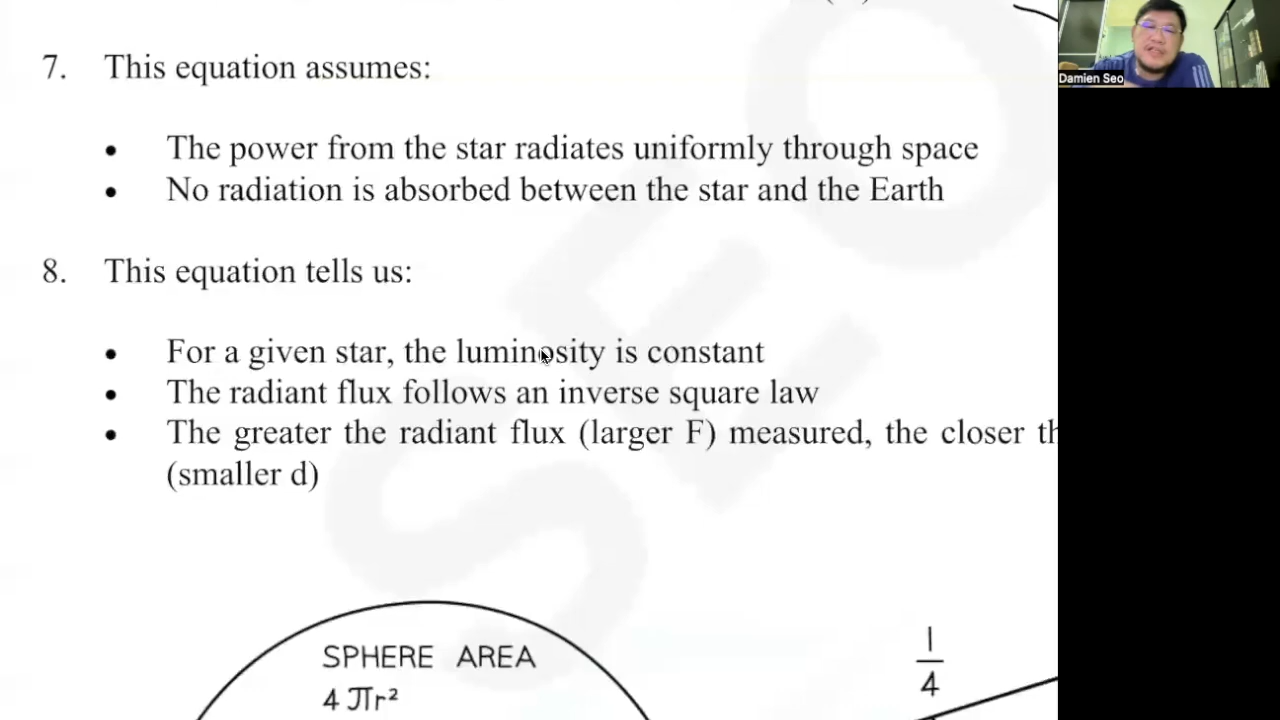 7. This equation assumes:
• The power from the star radiates uniformly through space
• No radiation is absorbed between the star and the Earth
8. This equation tells us:
• For a given star, the luminosity is constant
• The radiant flux follows an inverse square law
• The greater the radiant flux (larger F) measured, the closer th
(smaller d)
SPHERE AREA
4πr²
1
4
Damien Seo
SEO